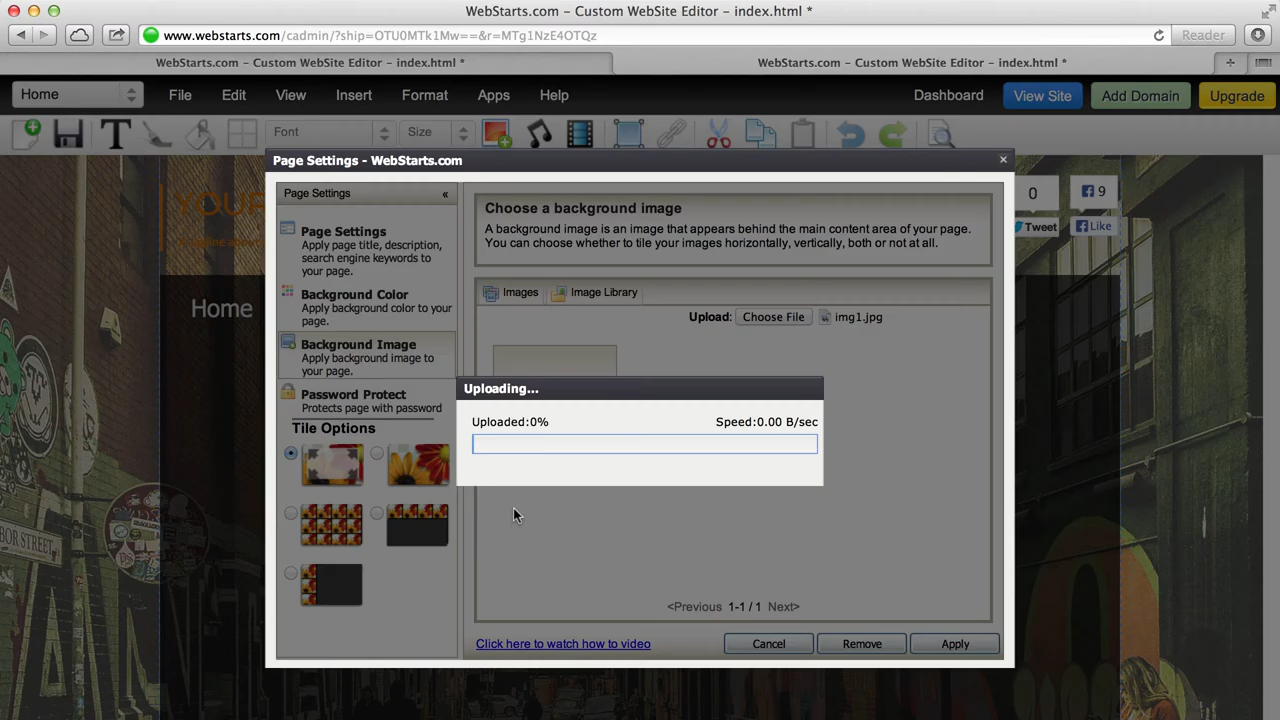 WebStarts.com – Custom WebSite Editor – index.html *
www.webstarts.com/cadmin/?ship=OTU0MTk1Mw==&r=MTg1NzE4OTQz
Reader
WebStarts.com – Custom WebSite Editor – index.html *
WebStarts.com – Custom WebSite Editor – index.html *
Home
File
Edit
View
Insert
Format
Apps
Help
Dashboard
View Site
Add Domain
Upgrade
Font
Size
Page Settings - WebStarts.com
YOUR
Home
0
9
Tweet
Like
Page Settings
«
Page Settings
Apply page title, description,
search engine keywords to
your page.
Background Color
Apply background color to your
page.
Background Image
Apply background image to
your page.
Password Protect
Protects page with password
Tile Options
Choose a background image
A background image is an image that appears behind the main content area of your page.
You can choose whether to tile your images horizontally, vertically, both or not at all.
Images
Image Library
Upload:
Choose File
img1.jpg
Uploading...
Uploaded:0%
Speed:0.00 B/sec
<Previous 1-1 / 1 Next>
Click here to watch how to video
Cancel
Remove
Apply